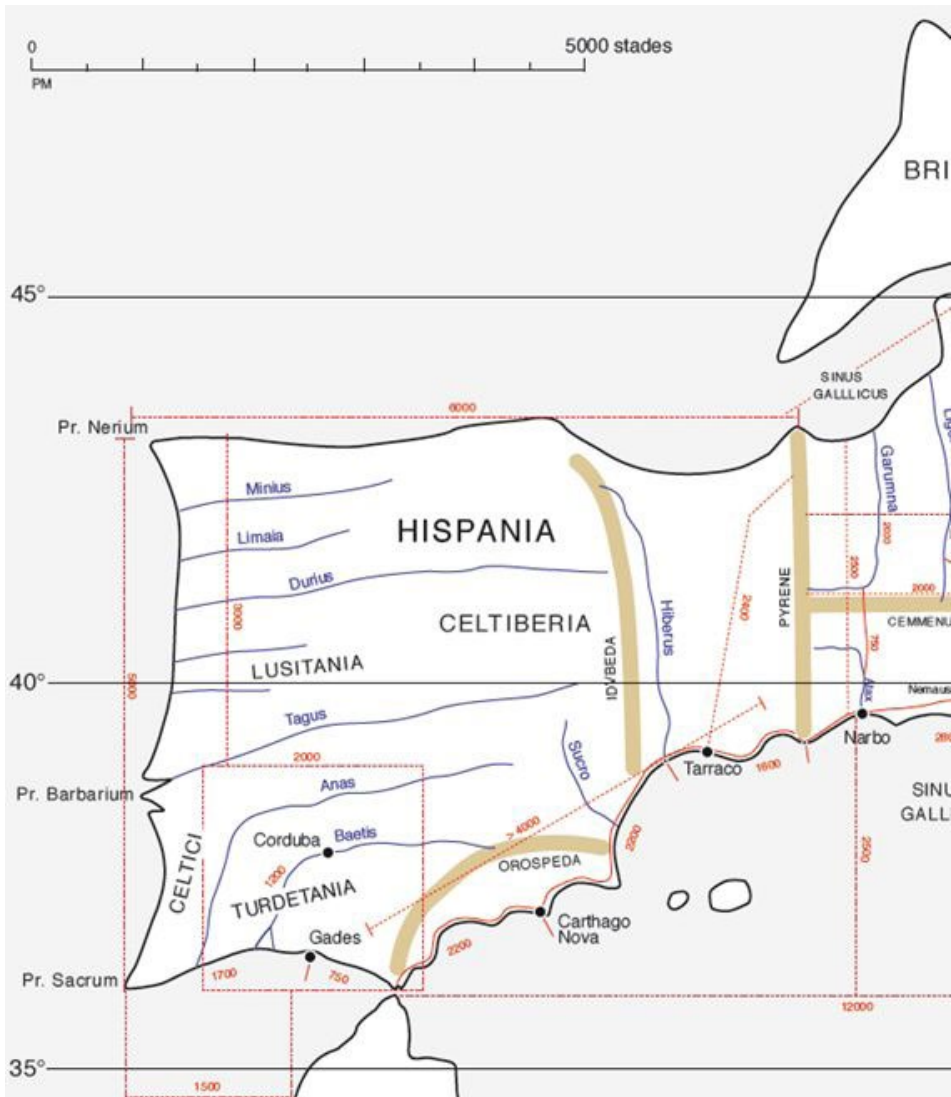 0
5000 stades
PM
BRI
45°
SINUS
GALLLICUS
6000
Pr. Nerium
Minius
Limaia
HISPANIA
Durius
3000
5000
CELTIBERIA
LUSITANIA
IDVBEDA
Hiberus
2400
PYRENE
Garumna
2000
2500
2000
CEMMENU
750
Atax
Nemaus
40°
Tagus
Sucro
Tarraco
1600
Narbo
280
2000
Pr. Barbarium
Anas
SINU
GALL
CELTICI
Corduba
Baetis
> 4000
2200
2500
1200
TURDETANIA
OROSPEDA
Gades
Carthago
Nova
2200
Pr. Sacrum
1700
750
12000
35°
1500